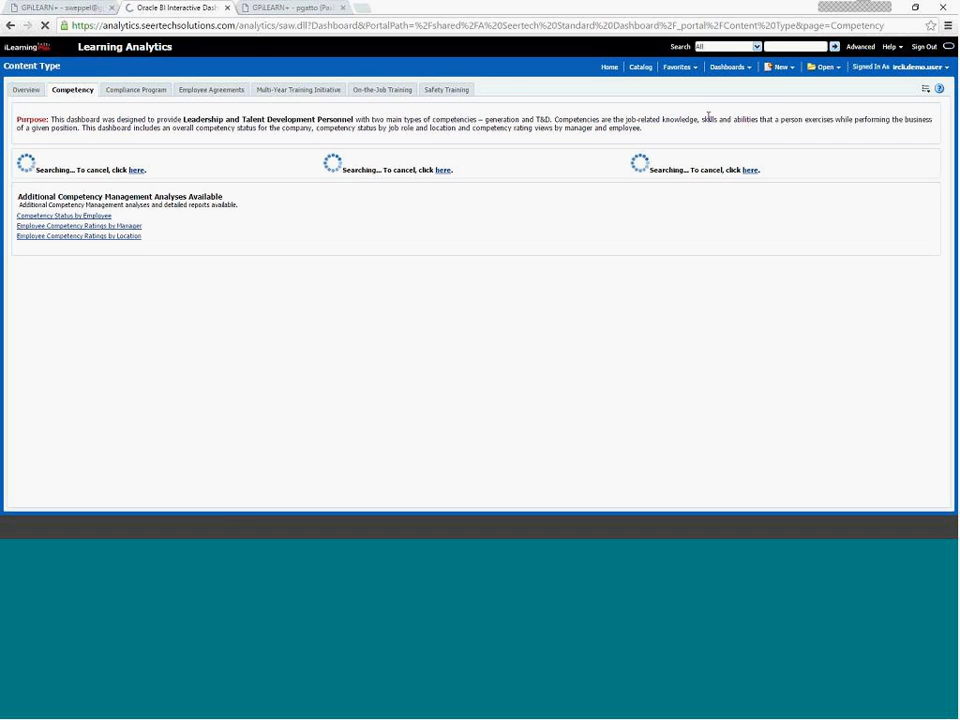 GPiLEARN+ - sweppel@g
Oracle BI Interactive Dash
GPiLEARN+ - pgatto (Pa
https://analytics.seertechsolutions.com/analytics/saw.dll?Dashboard&PortalPath=%2Fshared%2FA%20Seertech%20Standard%20Dashboard%2F_portal%2FContent%20Type&page=Competency
iLearning
Learning Analytics
Search All Advanced Help Sign Out
Content Type
Home Catalog Favorites Dashboards New Open Signed In As
Overview Competency Compliance Program Employee Agreements Multi-Year Training Initiative On-the-Job Training Safety Training
Purpose: This dashboard was designed to provide Leadership and Talent Development Personnel with two main types of competencies – generation and T&D. Competencies are the job-related knowledge, skills and abilities that a person exercises while performing the business
of a given position. This dashboard includes an overall competency status for the company, competency status by job role and location and competency rating views by manager and employee.
Searching... To cancel, click here.
Searching... To cancel, click here.
Searching... To cancel, click here.
Additional Competency Management Analyses Available
Additional Competency Management analyses and detailed reports available.
Competency Status by Employee
Employee Competency Ratings by Manager
Employee Competency Ratings by Location